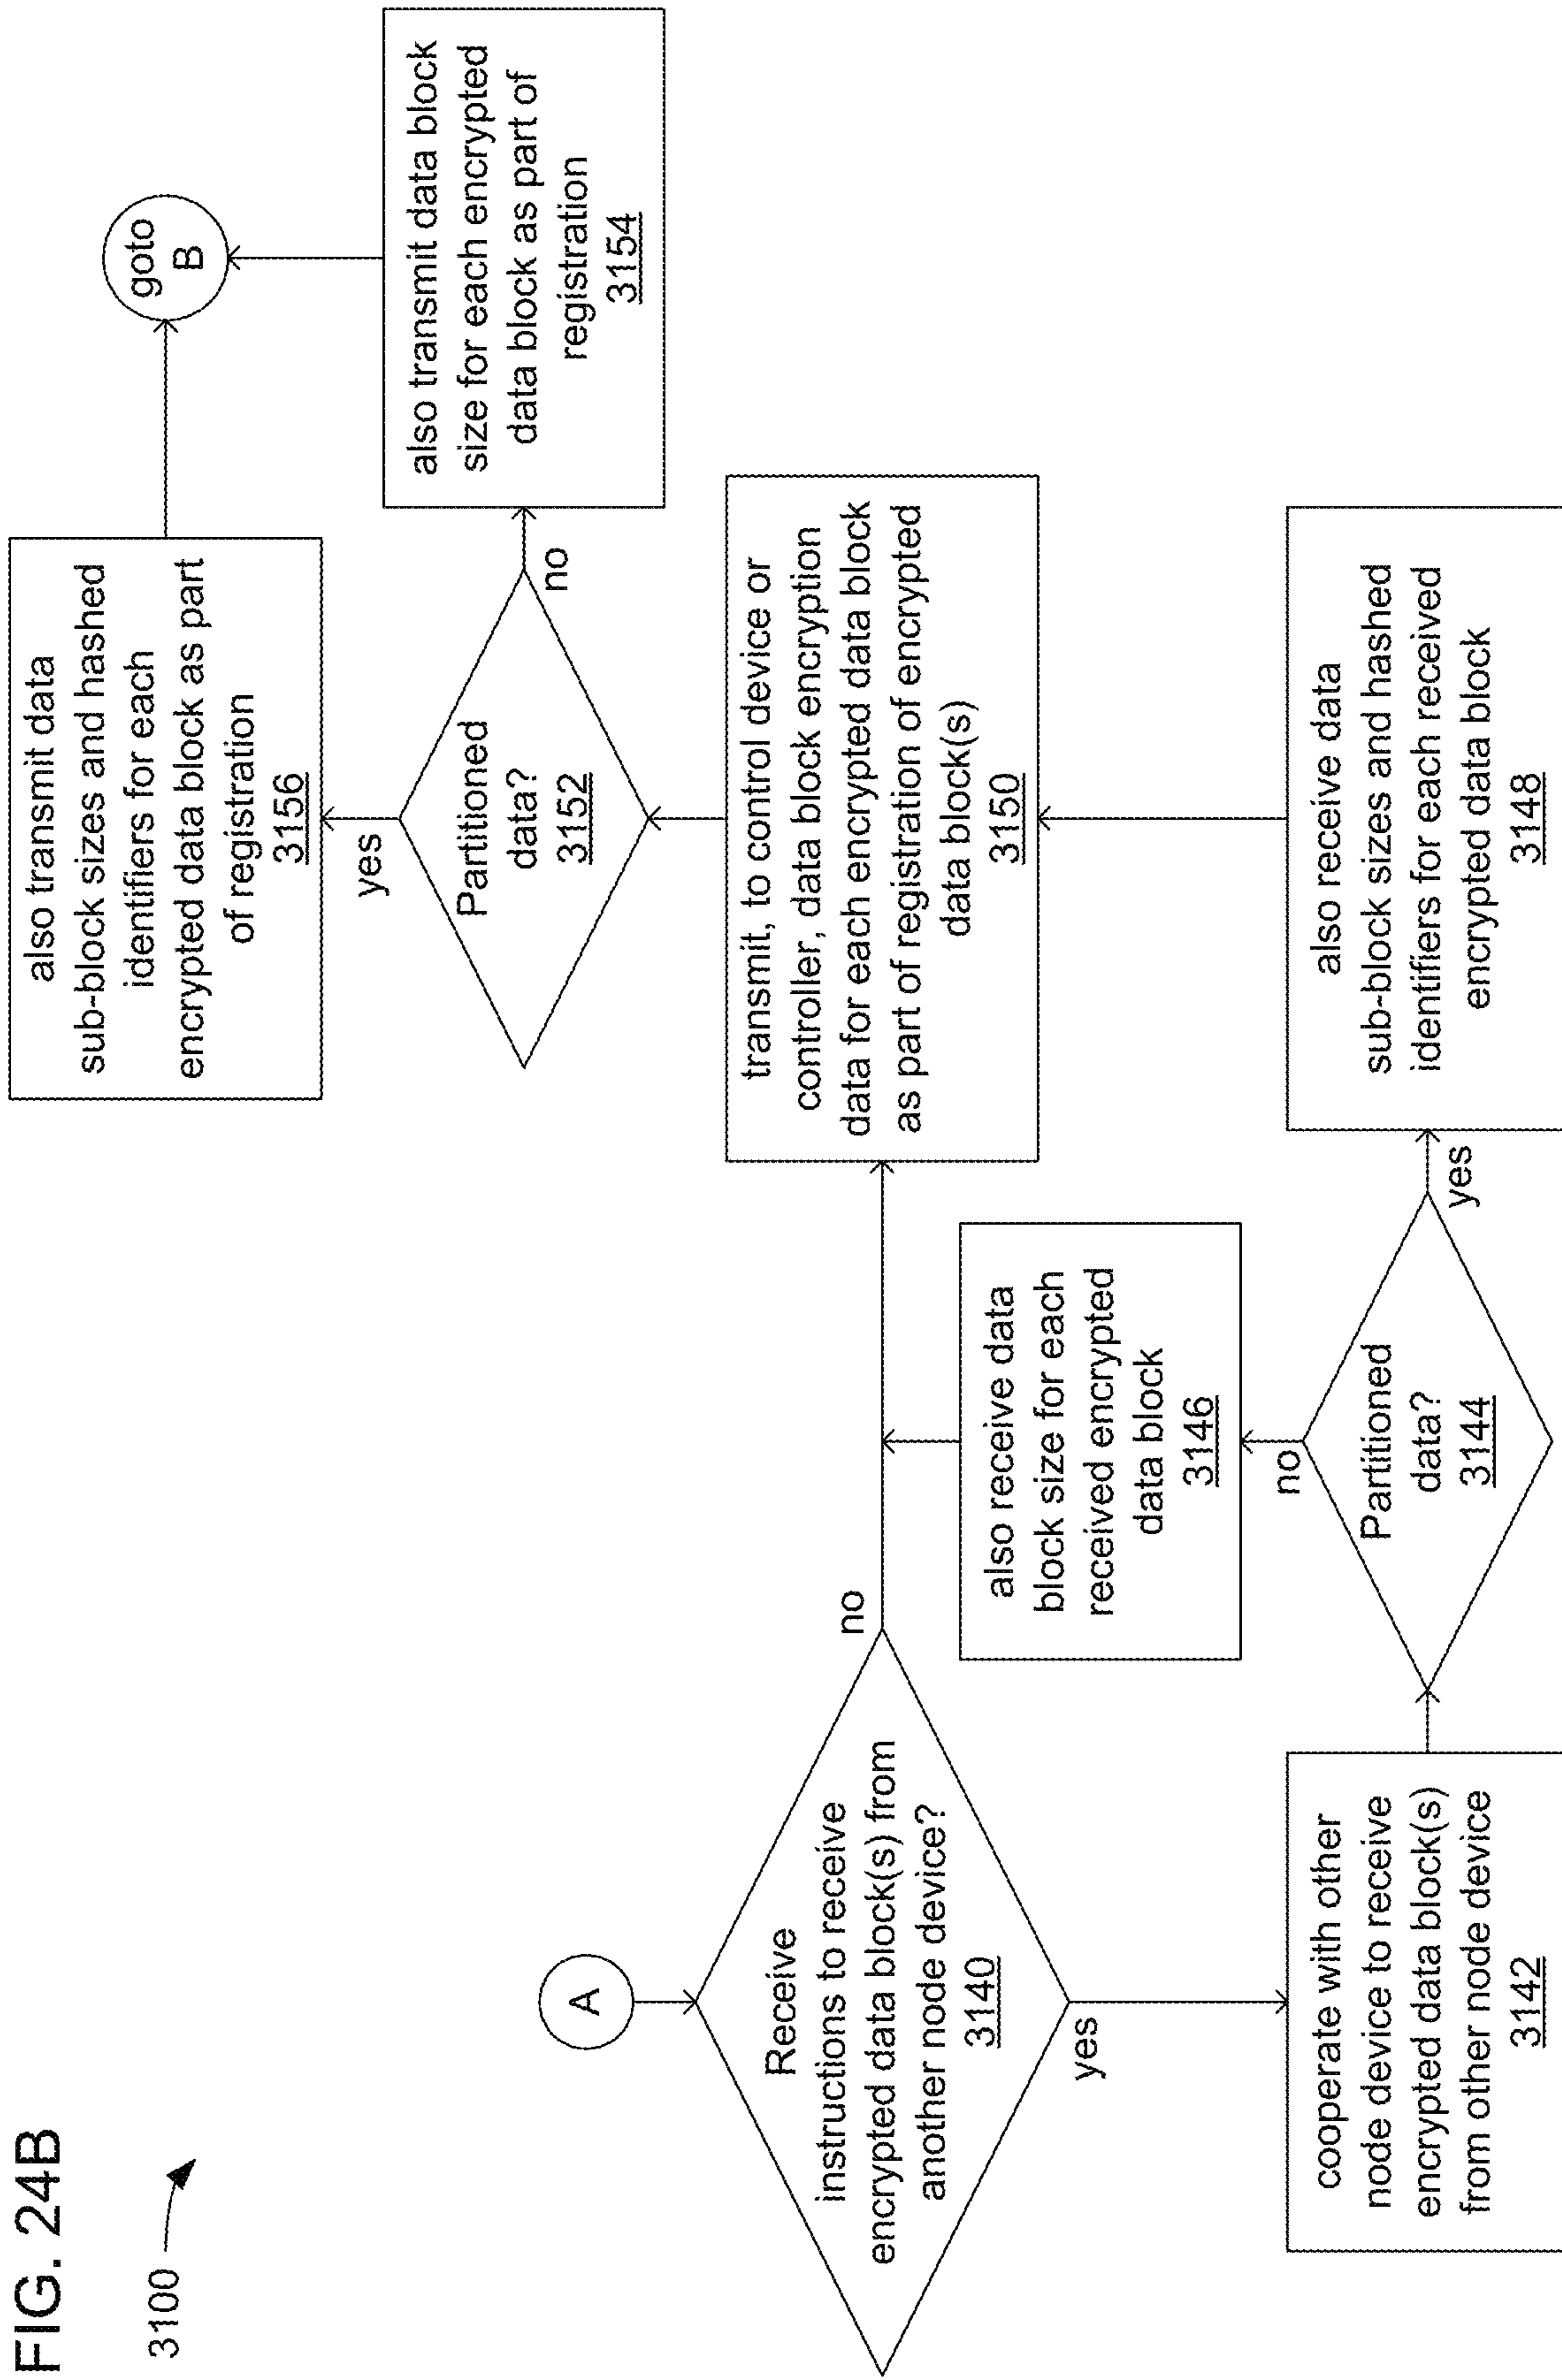 FIG. 24B
3100
A
Receive
instructions to receive
encrypted data block(s) from
another node device?
3140
no
yes
cooperate with other
node device to receive
encrypted data block(s)
from other node device
3142
Partitioned
data?
3144
no
yes
also receive data
block size for each
received encrypted
data block
3146
also receive data
sub-block sizes and hashed
identifiers for each received
encrypted data block
3148
transmit, to control device or
controller, data block encryption
data for each encrypted data block
as part of registration of encrypted
data block(s)
3150
Partitioned
data?
3152
yes
no
also transmit data
sub-block sizes and hashed
identifiers for each
encrypted data block as part
of registration
3156
also transmit data block
size for each encrypted
data block as part of
registration
3154
goto
B